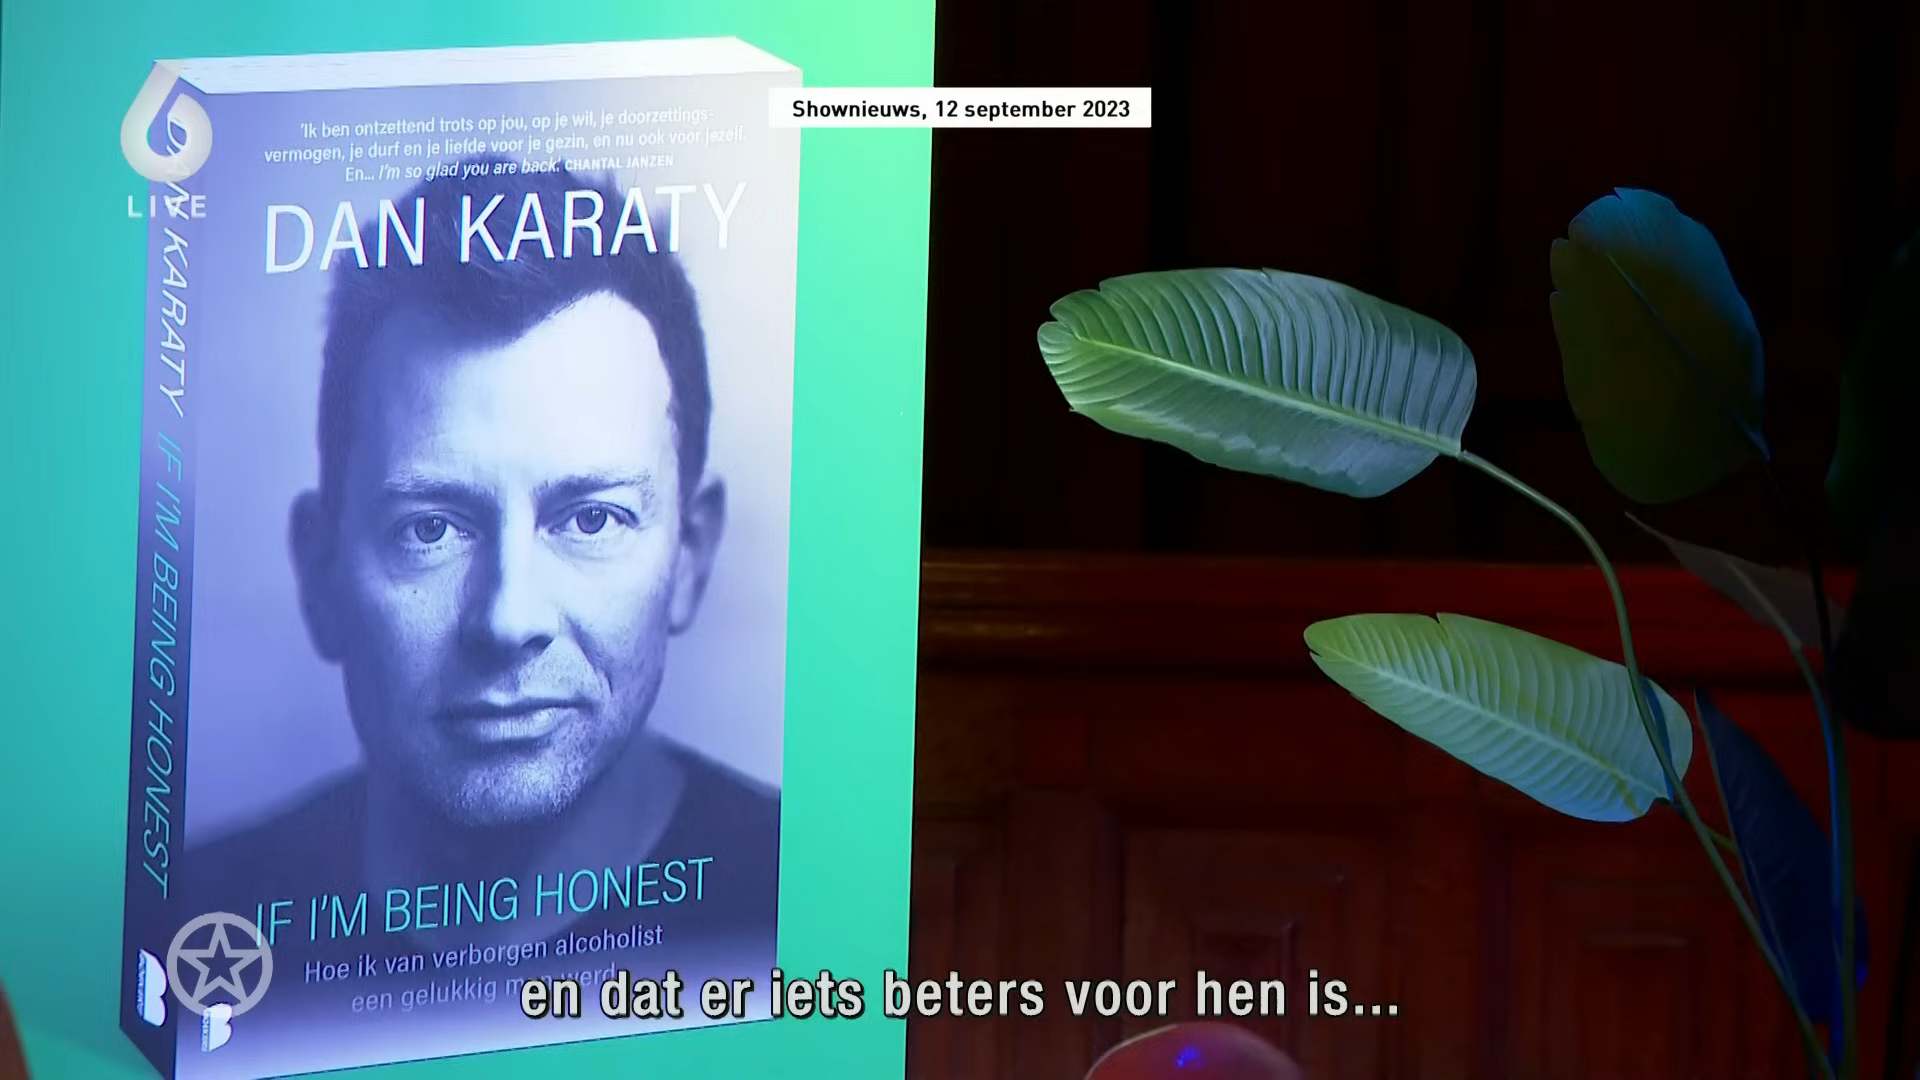 Shownieuws, 12 september 2023
LIVE
'Ik ben ontzettend trots op jou, op je wil, je doorzettings-
vermogen, je durf en je liefde voor je gezin, en nu ook voor jezelf.
En... I'm so glad you are back.' CHANTAL JANZEN
DAN KARATY
DAN KARATY IF I'M BEING HONEST
IF I'M BEING HONEST
Hoe ik van verborgen alcoholist
een gelukkig man werd
en dat er iets beters voor hen is...